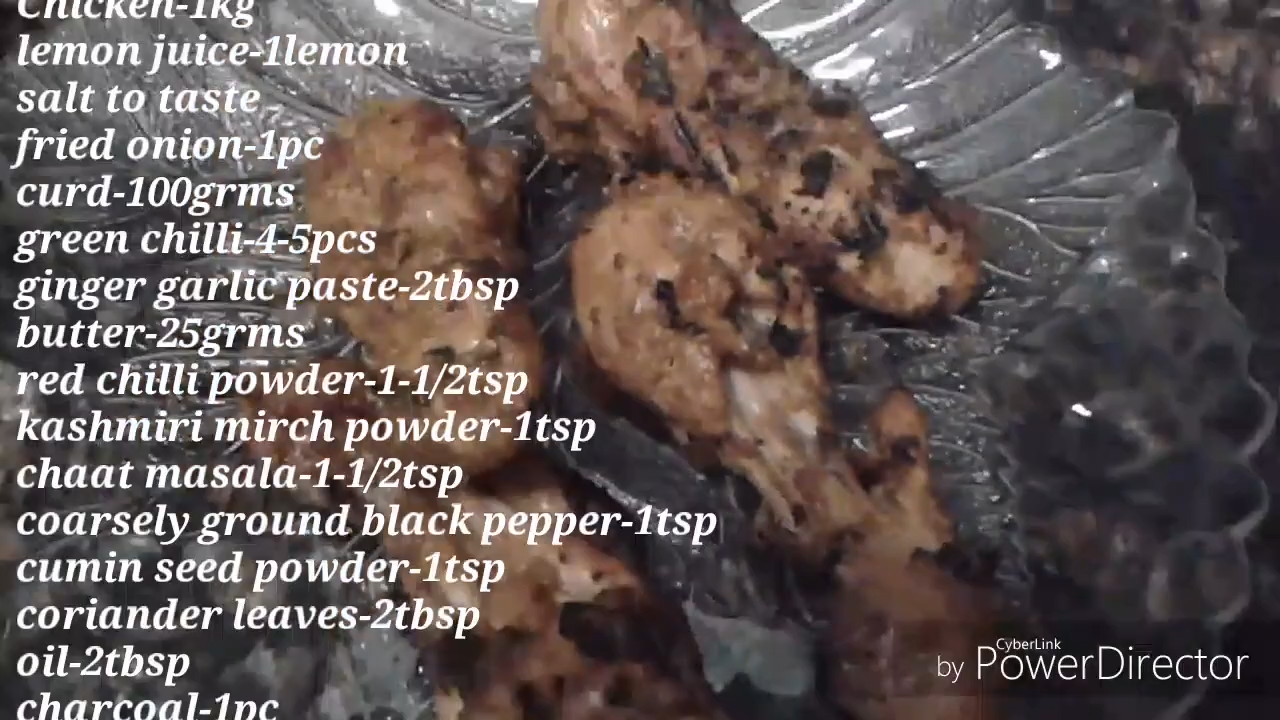 Chicken-1kg
lemon juice-1lemon
salt to taste
fried onion-1pc
curd-100grms
green chilli-4-5pcs
ginger garlic paste-2tbsp
butter-25grms
red chilli powder-1-1/2tsp
kashmiri mirch powder-1tsp
chaat masala-1-1/2tsp
coarsely ground black pepper-1tsp
cumin seed powder-1tsp
coriander leaves-2tbsp
oil-2tbsp
charcoal-1pc
CyberLink
by PowerDirector